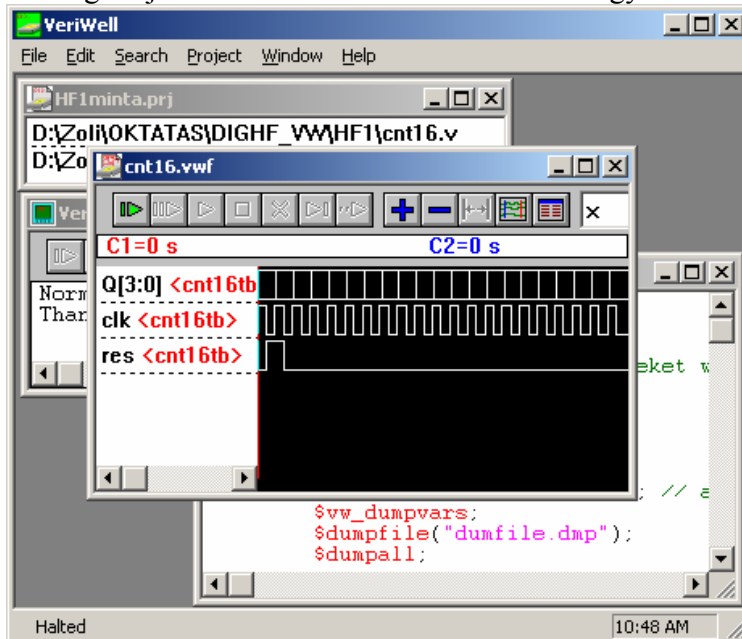 VeriWell
File Edit Search Project Window Help
HF1minta.prj
D:\Zoli\OKTATAS\DIGHF_VW\HF1\cnt16.v
D:\Zo
cnt16.vwf
Ver
C1=0 s C2=0 s
Norm
Than
Q[3:0] <cnt16tb
clk <cnt16tb>
res <cnt16tb>
eket w
; // a
$vw_dumpvars;
$dumpfile("dumfile.dmp");
$dumpall;
Halted 10:48 AM